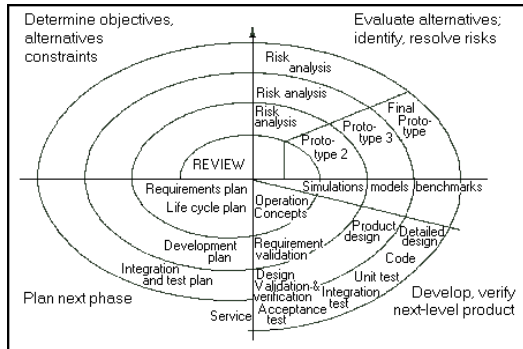 Determine objectives,
alternatives
constraints
Evaluate alternatives;
identify, resolve risks
Risk
analysis
Risk analysis
Risk
analysis
Final
Proto-
type
Proto-
type 3
Proto-
type 2
REVIEW
Requirements plan
Life cycle plan
Simulations models benchmarks
Operation
Concepts
Development
plan
Requirement
validation
Product
design
Detailed
design
Code
Integration
and test plan
Design
Validation&
verification
Unit test
Integration
test
Acceptance
test
Service
Plan next phase
Develop, verify
next-level product